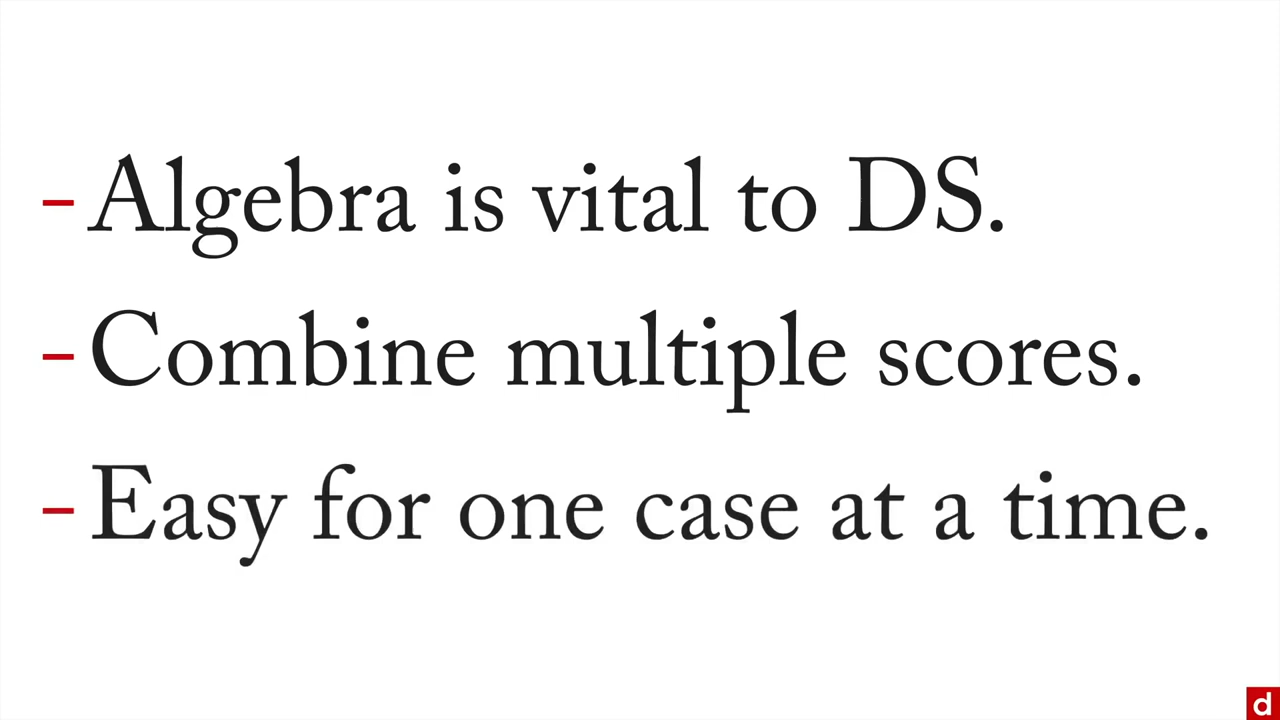 – Algebra is vital to DS.
– Combine multiple scores.
– Easy for one case at a time.
d